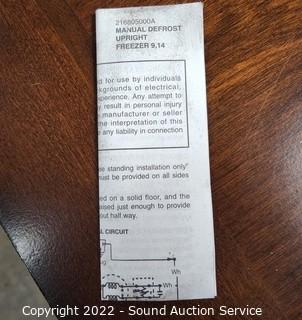 216805000A
MANUAL DEFROST
UPRIGHT
FREEZER 9,14
d for use by individuals
kgrounds of electrical,
xperience. Any attempt to
y result in personal injury
manufacturer or seller
the interpretation of this
e any liability in connection
ee standing installation only"
must be provided on all sides
ed on a solid floor, and the
aised just enough to provide
out half way.
AL CIRCUIT
Wh
Wh
Copyright 2022 - Sound Auction Service